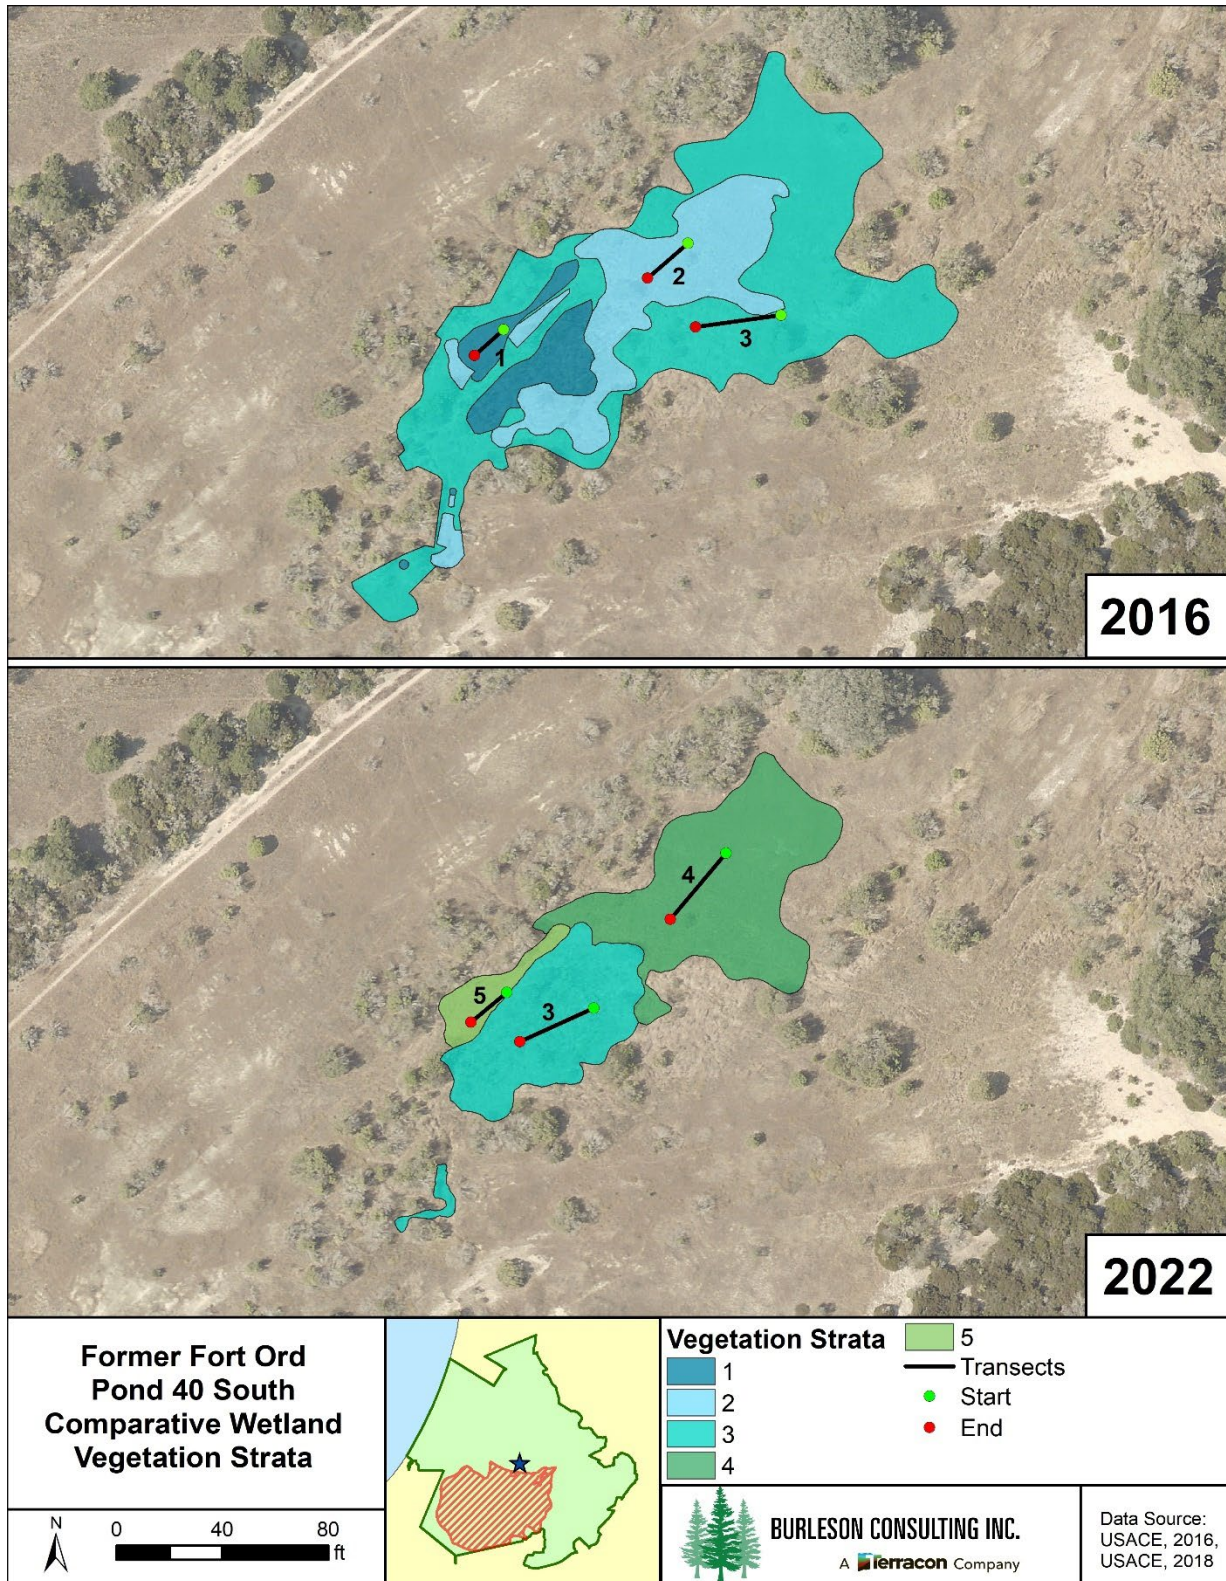 2
3
1
2016
4
5
3
2022
Former Fort Ord
Pond 40 South
Comparative Wetland
Vegetation Strata
N
0 40 80
ft
Vegetation Strata
1
2
3
4
5
Transects
Start
End
BURLESON CONSULTING INC.
A Terracon Company
Data Source:
USACE, 2016,
USACE, 2018